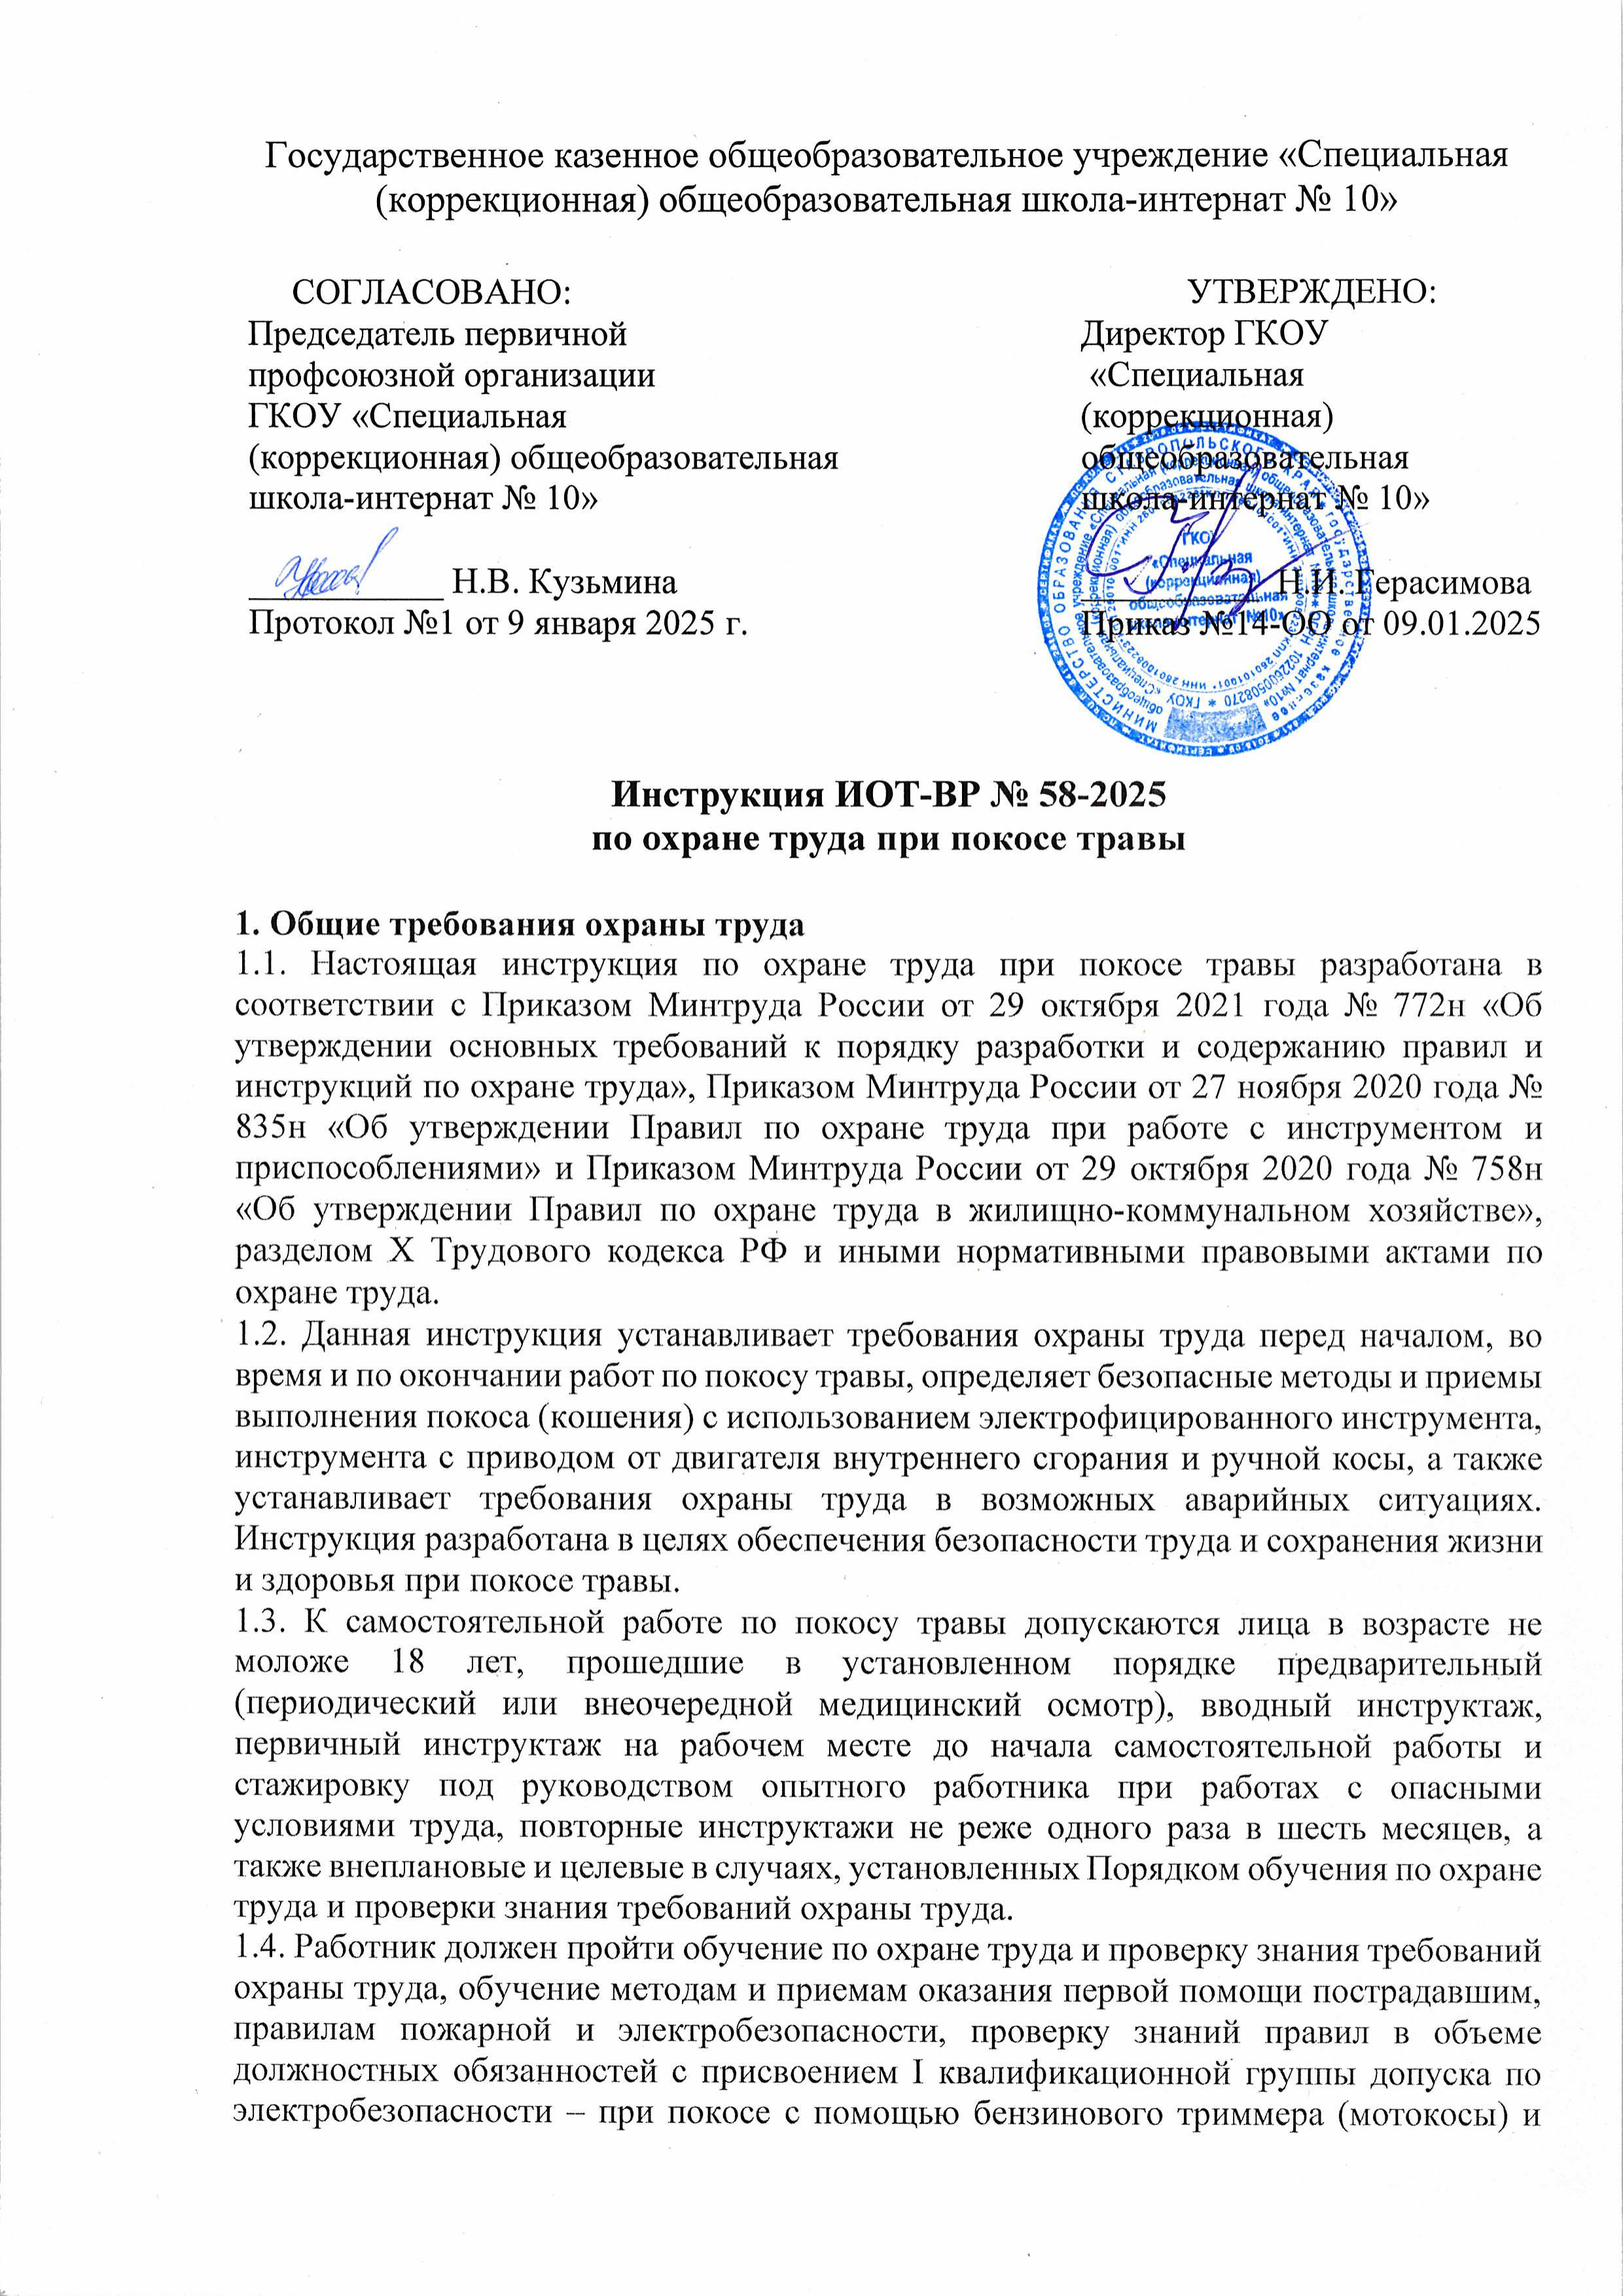 Государственное казенное общеобразовательное учреждение «Специальная
(коррекционная) общеобразовательная школа-интернат № 10»
СОГЛАСОВАНО:
Председатель первичной
профсоюзной организации
ГКОУ «Специальная
(коррекционная) общеобразовательная
школа-интернат № 10»
Н.В. Кузьмина
Протокол №1 от 9 января 2025 г.
УТВЕРЖДЕНО:
Директор ГКОУ
«Специальная
(коррекционная)
общеобразовательная
школа-интернат № 10»
Н.И. Герасимова
Приказ №14-ОО от 09.01.2025
ГКОУ
«Специальная
(коррекционная)
общеобразовательная
школа-интернат №10»
Инструкция ИОТ-ВР № 58-2025
по охране труда при покосе травы
1. Общие требования охраны труда
1.1. Настоящая инструкция по охране труда при покосе травы разработана в
соответствии с Приказом Минтруда России от 29 октября 2021 года № 772н «Об
утверждении основных требований к порядку разработки и содержанию правил и
инструкций по охране труда», Приказом Минтруда России от 27 ноября 2020 года №
835н «Об утверждении Правил по охране труда при работе с инструментом и
приспособлениями» и Приказом Минтруда России от 29 октября 2020 года № 758н
«Об утверждении Правил по охране труда в жилищно-коммунальном хозяйстве»,
разделом Х Трудового кодекса РФ и иными нормативными правовыми актами по
охране труда.
1.2. Данная инструкция устанавливает требования охраны труда перед началом, во
время и по окончании работ по покосу травы, определяет безопасные методы и приемы
выполнения покоса (кошения) с использованием электрофицированного инструмента,
инструмента с приводом от двигателя внутреннего сгорания и ручной косы, а также
устанавливает требования охраны труда в возможных аварийных ситуациях.
Инструкция разработана в целях обеспечения безопасности труда и сохранения жизни
и здоровья при покосе травы.
1.3. К самостоятельной работе по покосу травы допускаются лица в возрасте не
моложе 18 лет, прошедшие в установленном порядке предварительный
(периодический или внеочередной медицинский осмотр), вводный инструктаж,
первичный инструктаж на рабочем месте до начала самостоятельной работы и
стажировку под руководством опытного работника при работах с опасными
условиями труда, повторные инструктажи не реже одного раза в шесть месяцев, а
также внеплановые и целевые в случаях, установленных Порядком обучения по охране
труда и проверки знания требований охраны труда.
1.4. Работник должен пройти обучение по охране труда и проверку знания требований
охраны труда, обучение методам и приемам оказания первой помощи пострадавшим,
правилам пожарной и электробезопасности, проверку знаний правил в объеме
должностных обязанностей с присвоением I квалификационной группы допуска по
электробезопасности – при покосе с помощью бензинового триммера (мотокосы) и